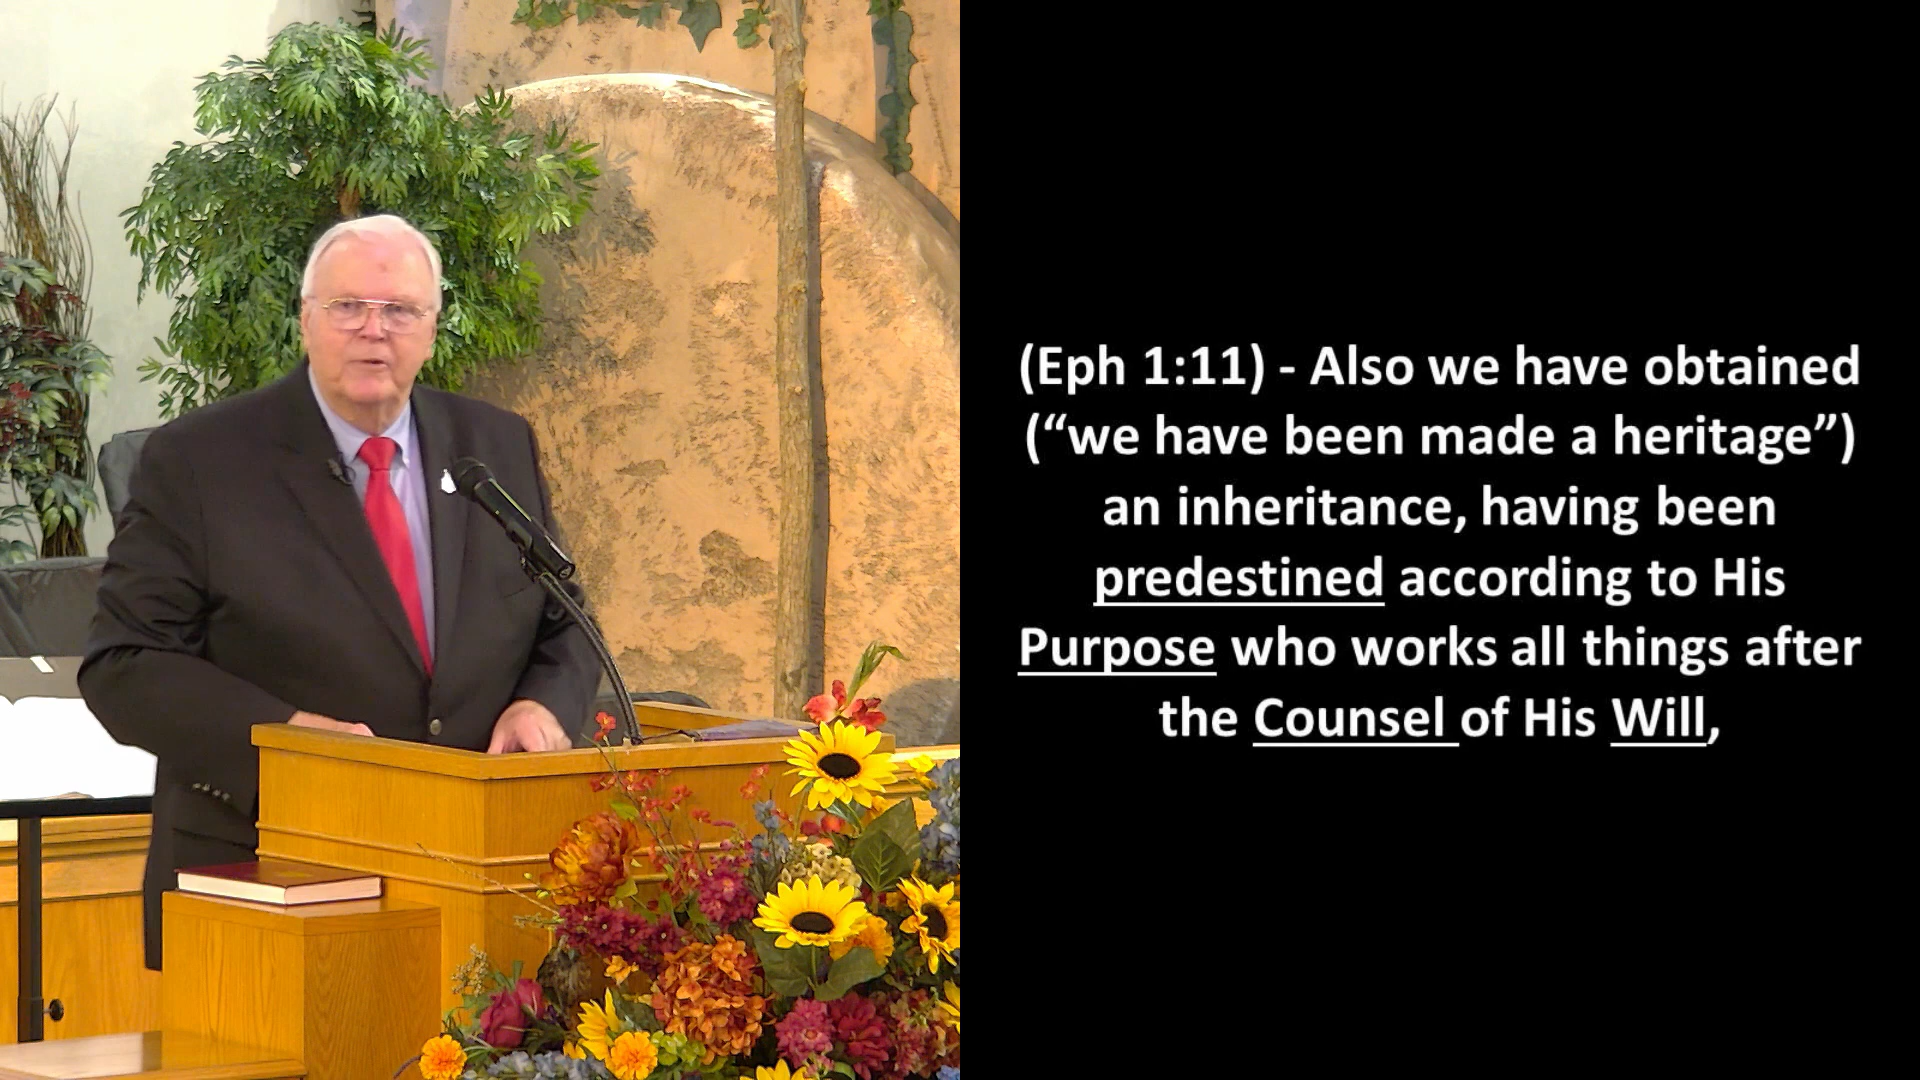 (Eph 1:11) - Also we have obtained
(“we have been made a heritage”)
an inheritance, having been
predestined according to His
Purpose who works all things after
the Counsel of His Will,